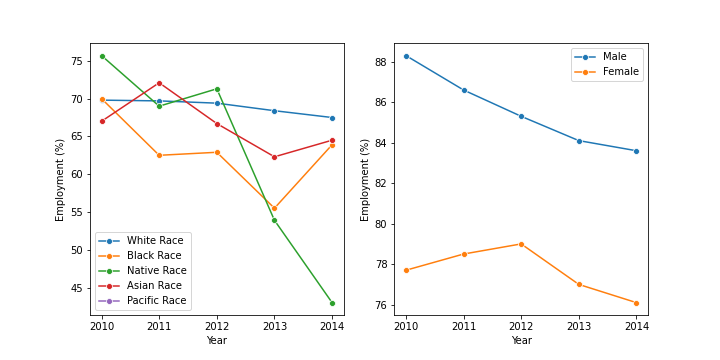 75
70
65
60
55
50
45
Employment (%)
White Race
Black Race
Native Race
Asian Race
Pacific Race
2010 2011 2012 2013 2014
Year
88
86
84
82
80
78
76
Employment (%)
Male
Female
2010 2011 2012 2013 2014
Year